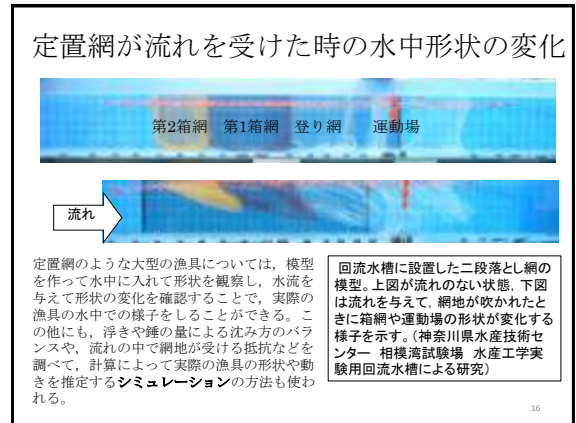 定置網が流れを受けた時の水中形状の変化
第2箱網 第1箱網 登り網 運動場
流れ
定置網のような大型の漁具については，模型
を作って水中に入れて形状を観察し，水流を
与えて形状の変化を確認することで，実際の
漁具の水中での様子をしることができる。こ
の他にも，浮きや錘の量による沈み方のバラ
ンスや，流れの中で網地が受ける抵抗などを
調べて，計算によって実際の漁具の形状や動
きを推定するシミュレーションの方法も使わ
れる。
回流水槽に設置した二段落とし網の
模型。上図が流れのない状態，下図
は流れを与えて，網地が吹かれたと
きに箱網や運動場の形状が変化する
様子を示す。（神奈川県水産技術セ
ンター 相模湾試験場 水産工学実
験用回流水槽による研究）
16